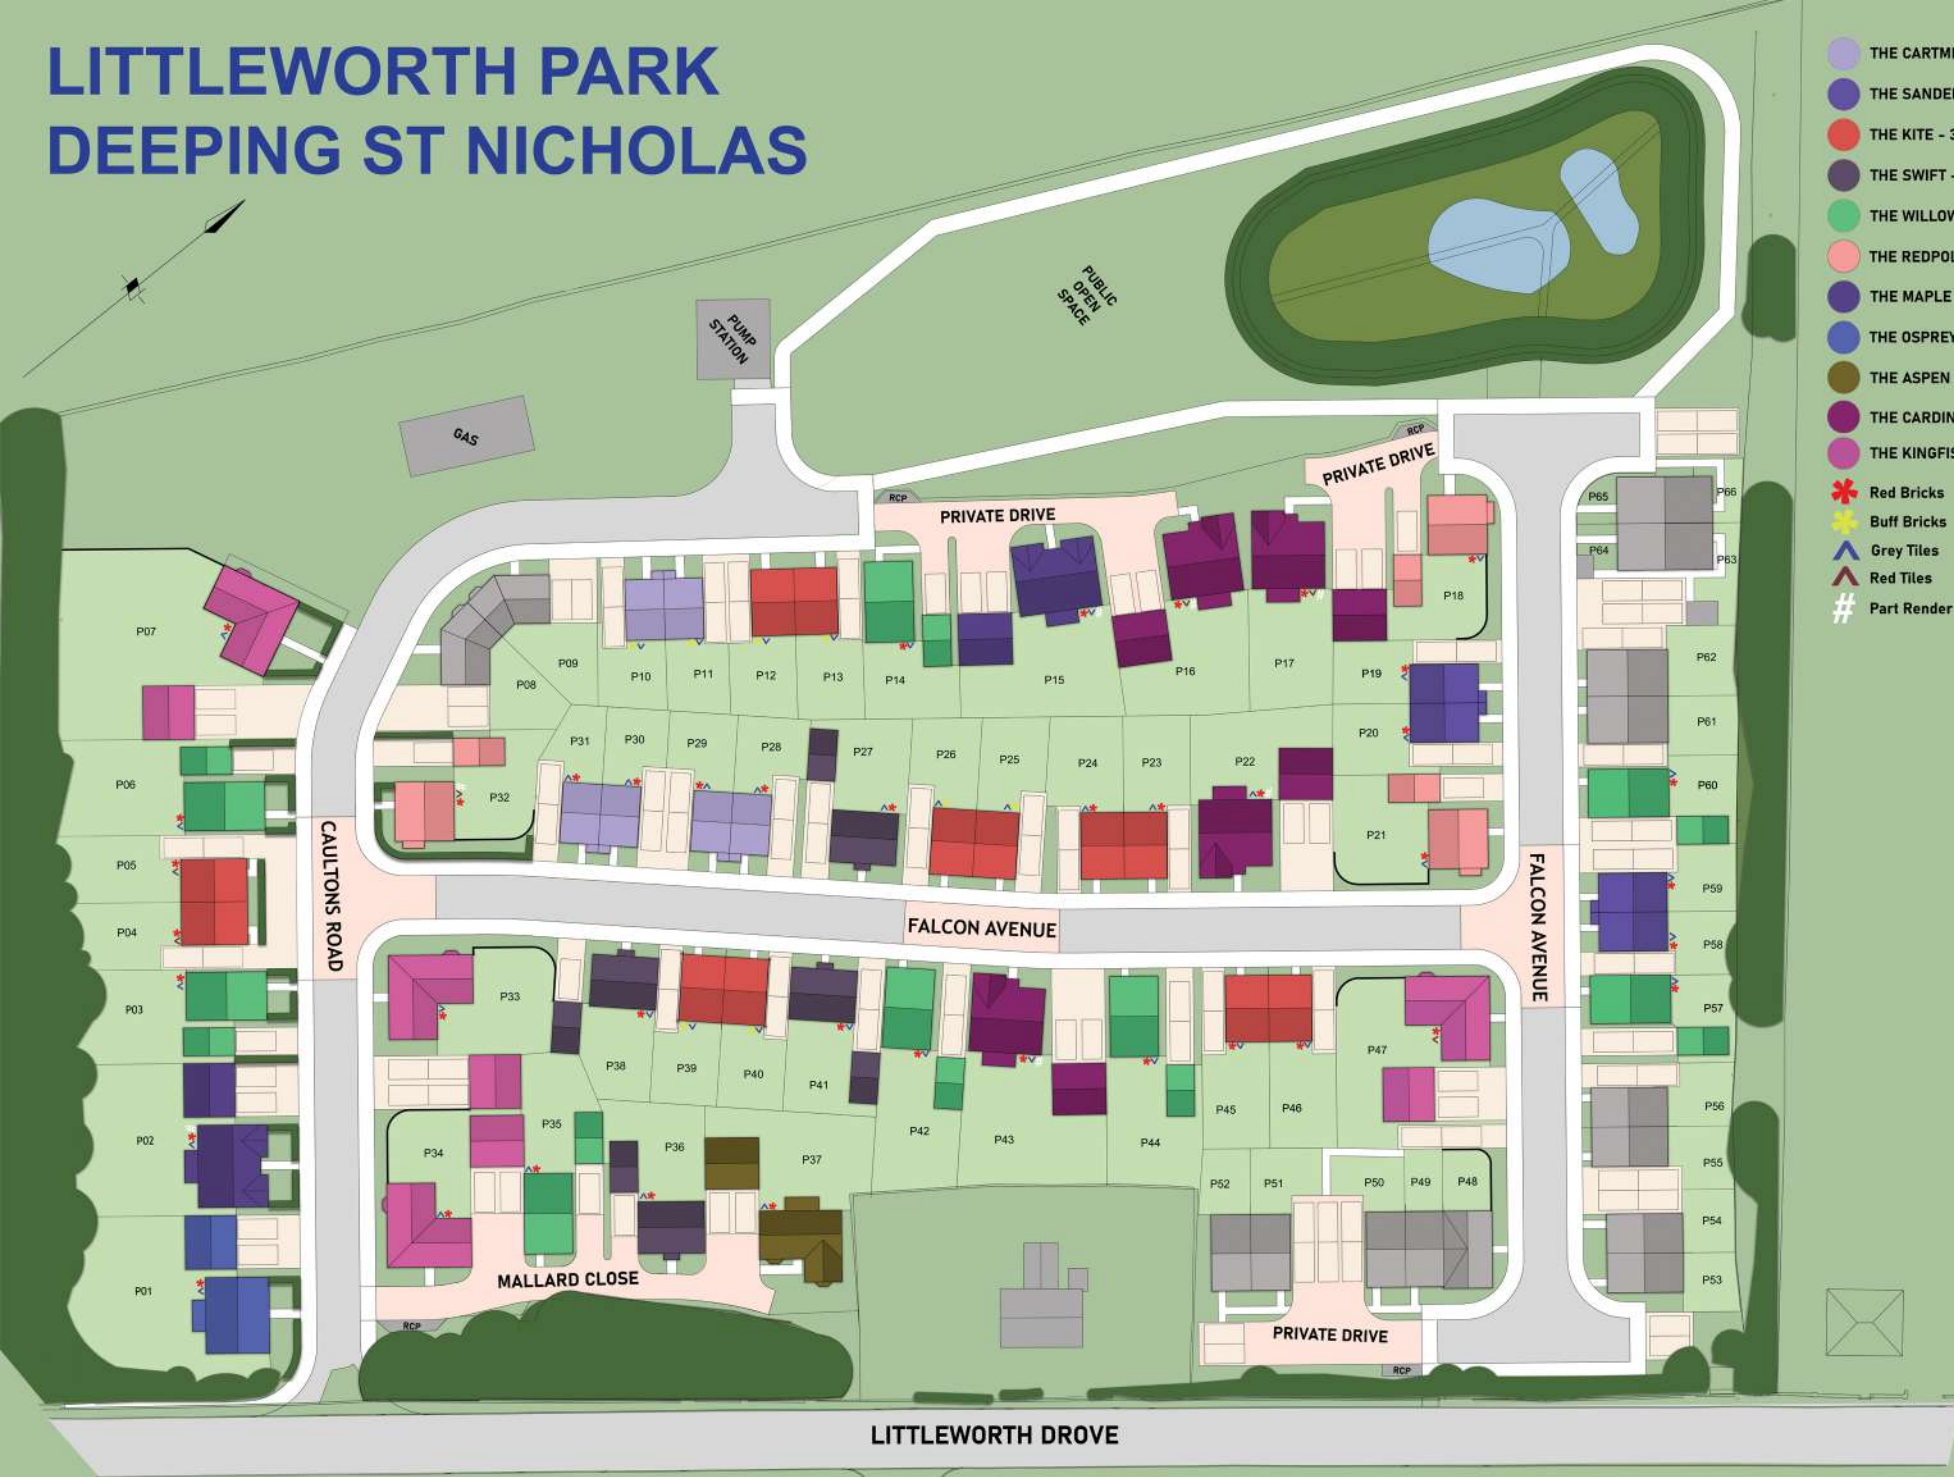 LITTLEWORTH PARK
DEEPING ST NICHOLAS
THE CARTM
THE SANDE
THE KITE - 3
THE SWIFT -
THE WILLOW
THE REDPOL
THE MAPLE
THE OSPREY
THE ASPEN
THE CARDIN
THE KINGFIS
Red Bricks
Buff Bricks
Grey Tiles
Red Tiles
# Part Render
PUBLIC
OPEN
SPACE
PUMP
STATION
GAS
RCP
PRIVATE DRIVE
RCP
PRIVATE DRIVE
P65
P66
P64
P63
P18
P07
P09
P08
P10
P11
P12
P13
P14
P15
P16
P17
P19
P20
P62
P61
P31
P30
P29
P28
P27
P26
P25
P24
P23
P22
P21
P60
P06
P32
P05
P04
P03
P02
P01
CAULTONS ROAD
FALCON AVENUE
FALCON AVENUE
P59
P58
P57
P33
P38
P39
P40
P41
P42
P43
P44
P45
P46
P47
P56
P55
P54
P53
P34
P35
P36
P37
P52
P51
P50
P49
P48
MALLARD CLOSE
RCP
PRIVATE DRIVE
RCP
LITTLEWORTH DROVE